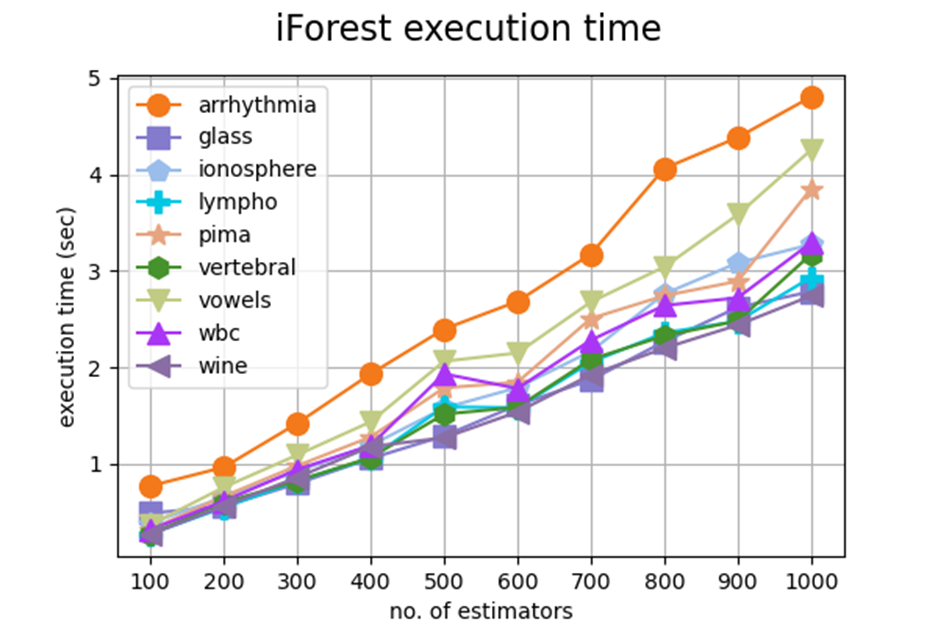 iForest execution time
5
4
3
2
1
execution time (sec)
arrhythmia
glass
ionosphere
lympho
pima
vertebral
vowels
wbc
wine
100 200 300 400 500 600 700 800 900 1000
no. of estimators